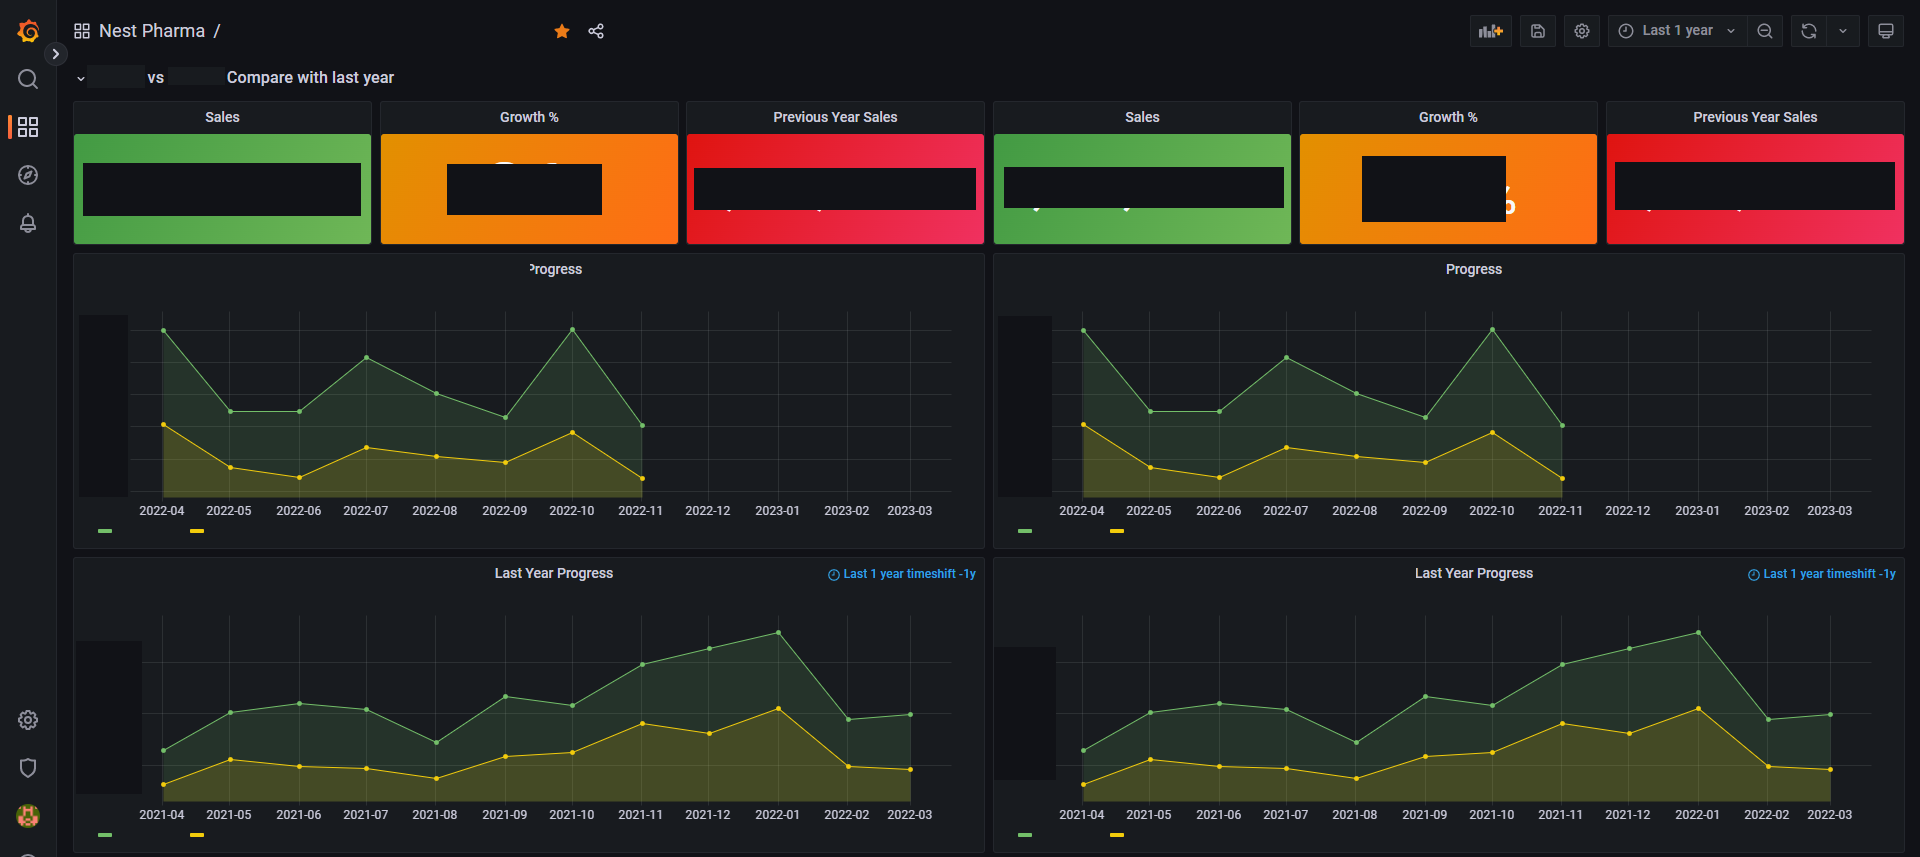 Nest Pharma /
Last 1 year
vs Compare with last year
Sales
Growth %
Previous Year Sales
Sales
Growth %
Previous Year Sales
%
Progress
2022-04 2022-05 2022-06 2022-07 2022-08 2022-09 2022-10 2022-11 2022-12 2023-01 2023-02 2023-03
Progress
2022-04 2022-05 2022-06 2022-07 2022-08 2022-09 2022-10 2022-11 2022-12 2023-01 2023-02 2023-03
Last Year Progress
Last 1 year timeshift -1y
2021-04 2021-05 2021-06 2021-07 2021-08 2021-09 2021-10 2021-11 2021-12 2022-01 2022-02 2022-03
Last Year Progress
Last 1 year timeshift -1y
2021-04 2021-05 2021-06 2021-07 2021-08 2021-09 2021-10 2021-11 2021-12 2022-01 2022-02 2022-03